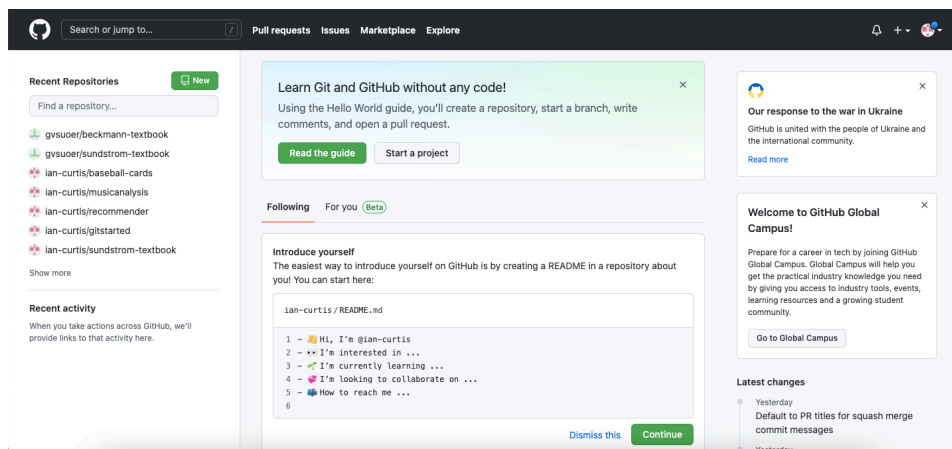 Search or jump to...
/
Pull requests Issues Marketplace Explore
Recent Repositories
New
Find a repository...
gvsuoer/beckmann-textbook
gvsuoer/sundstrom-textbook
ian-curtis/baseball-cards
ian-curtis/musicanalysis
ian-curtis/recommender
ian-curtis/gitstarted
ian-curtis/sundstrom-textbook
Show more
Recent activity
When you take actions across GitHub, we'll
provide links to that activity here.
Learn Git and GitHub without any code!
Using the Hello World guide, you'll create a repository, start a branch, write
comments, and open a pull request.
Read the guide
Start a project
Following
For you Beta
Introduce yourself
The easiest way to introduce yourself on GitHub is by creating a README in a repository about
you! You can start here:
ian-curtis/README.md
1 - 👋 Hi, I'm @ian-curtis
2 - 👀 I'm interested in ...
3 - 🌱 I'm currently learning ...
4 - 💞️ I'm looking to collaborate on ...
5 - 📫 How to reach me ...
6
Dismiss this
Continue
Our response to the war in Ukraine
GitHub is united with the people of Ukraine and
the international community.
Read more
Welcome to GitHub Global
Campus!
Prepare for a career in tech by joining GitHub
Global Campus. Global Campus will help you
get the practical industry knowledge you need
by giving you access to industry tools, events,
learning resources and a growing student
community.
Go to Global Campus
Latest changes
Yesterday
Default to PR titles for squash merge
commit messages